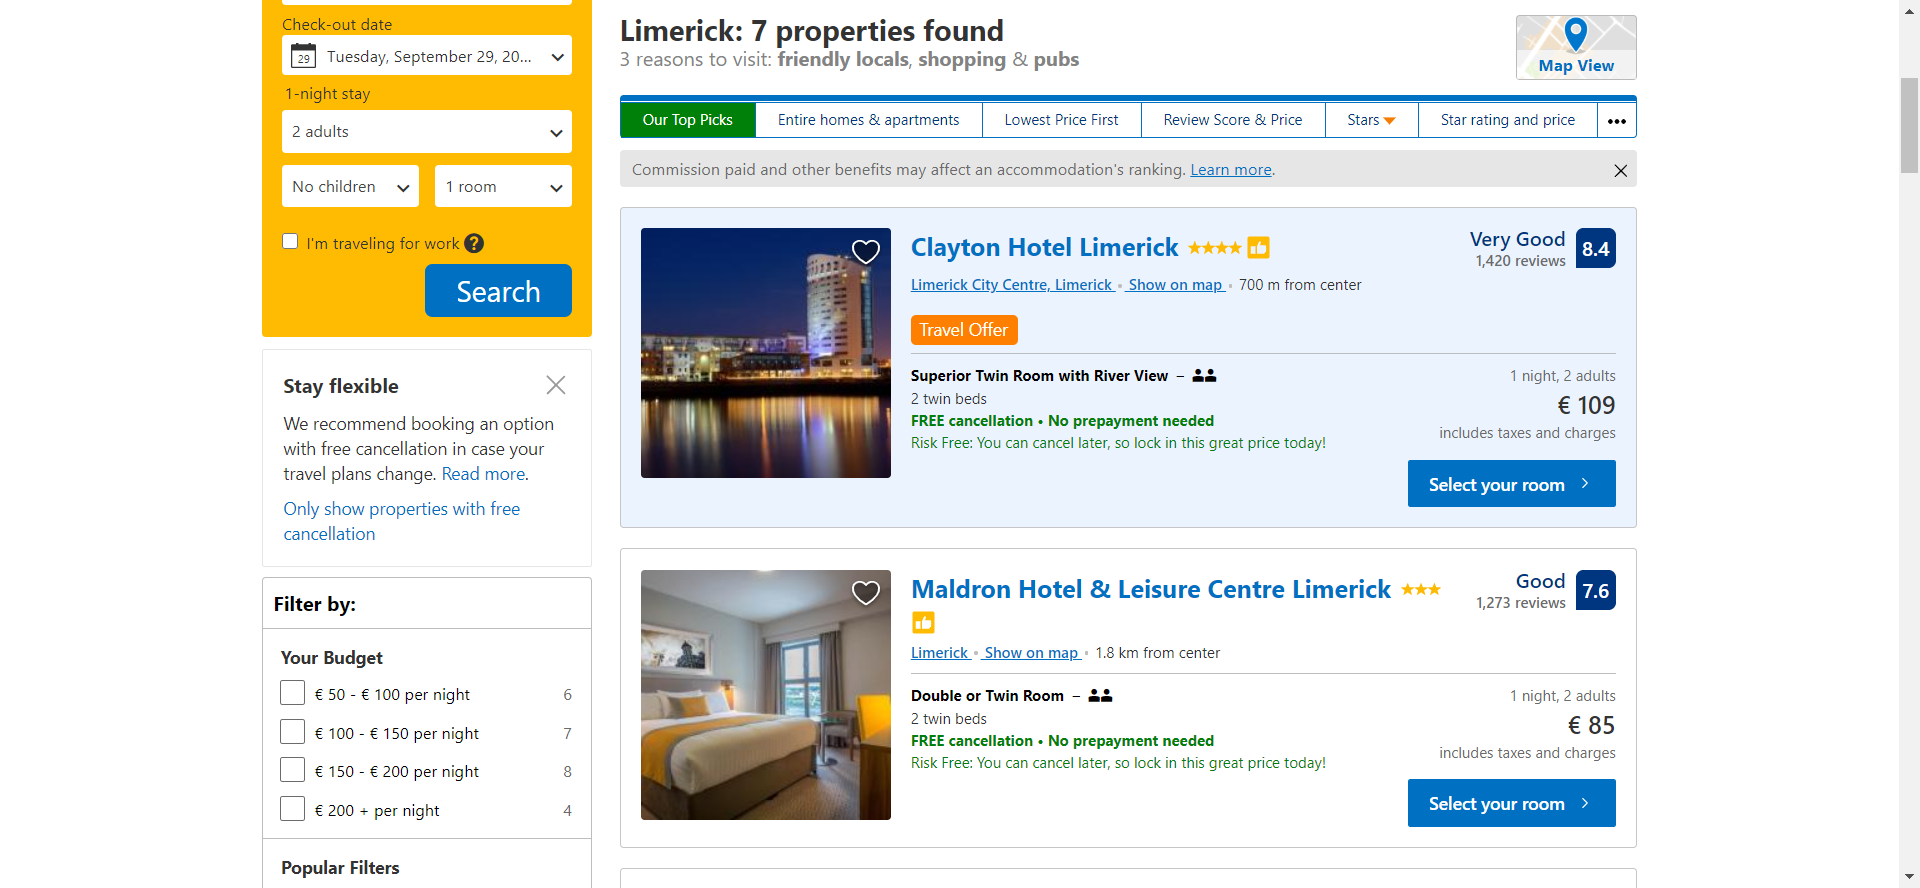 Check-out date
29
Tuesday, September 29, 20...
1-night stay
2 adults
No children
1 room
I'm traveling for work ?
Search
Stay flexible
We recommend booking an option
with free cancellation in case your
travel plans change. Read more.
Only show properties with free
cancellation
Filter by:
Your Budget
€ 50 - € 100 per night 6
€ 100 - € 150 per night 7
€ 150 - € 200 per night 8
€ 200 + per night 4
Popular Filters
Limerick: 7 properties found
3 reasons to visit: friendly locals, shopping & pubs
Map View
Our Top Picks
Entire homes & apartments
Lowest Price First
Review Score & Price
Stars
Star rating and price
•••
Commission paid and other benefits may affect an accommodation's ranking. Learn more.
Clayton Hotel Limerick
Very Good
1,420 reviews
8.4
Limerick City Centre, Limerick • Show on map • 700 m from center
Travel Offer
Superior Twin Room with River View –
2 twin beds
FREE cancellation • No prepayment needed
Risk Free: You can cancel later, so lock in this great price today!
1 night, 2 adults
€ 109
includes taxes and charges
Select your room
Maldron Hotel & Leisure Centre Limerick
Good
1,273 reviews
7.6
Limerick • Show on map • 1.8 km from center
Double or Twin Room –
2 twin beds
FREE cancellation • No prepayment needed
Risk Free: You can cancel later, so lock in this great price today!
1 night, 2 adults
€ 85
includes taxes and charges
Select your room